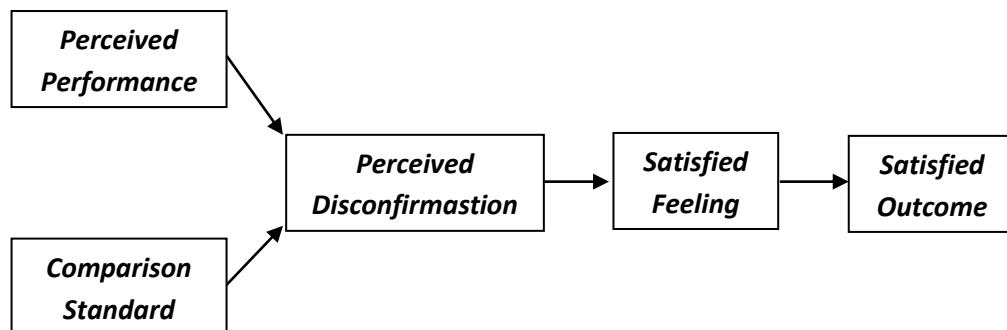 Perceived
Performance
Perceived
Disconfirmastion
Satisfied
Feeling
Satisfied
Outcome
Comparison
Standard